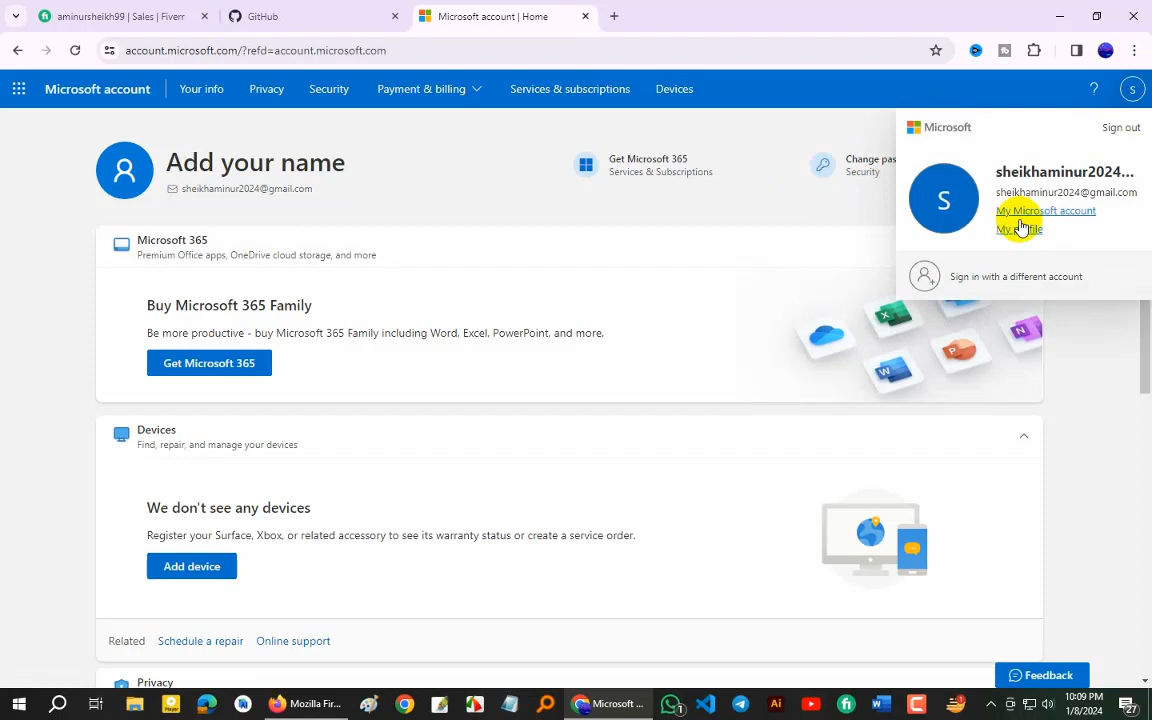 aminursheikh99 | Sales | Fiverr
GitHub
Microsoft account | Home
account.microsoft.com/?refd=account.microsoft.com
Microsoft account
Your info
Privacy
Security
Payment & billing
Services & subscriptions
Devices
?
S
Microsoft
Sign out
S
sheikhaminur2024...
sheikhaminur2024@gmail.com
My Microsoft account
Sign in with a different account
Add your name
sheikhaminur2024@gmail.com
Get Microsoft 365
Services & Subscriptions
Change pas
Security
Microsoft 365
Premium Office apps, OneDrive cloud storage, and more
Buy Microsoft 365 Family
Be more productive - buy Microsoft 365 Family including Word, Excel, PowerPoint, and more.
Get Microsoft 365
Devices
Find, repair, and manage your devices
We don't see any devices
Register your Surface, Xbox, or related accessory to see its warranty status or create a service order.
Add device
Related
Schedule a repair
Online support
Privacy
Feedback
Mozilla Fir...
Microsoft ...
10:09 PM
1/8/2024
27